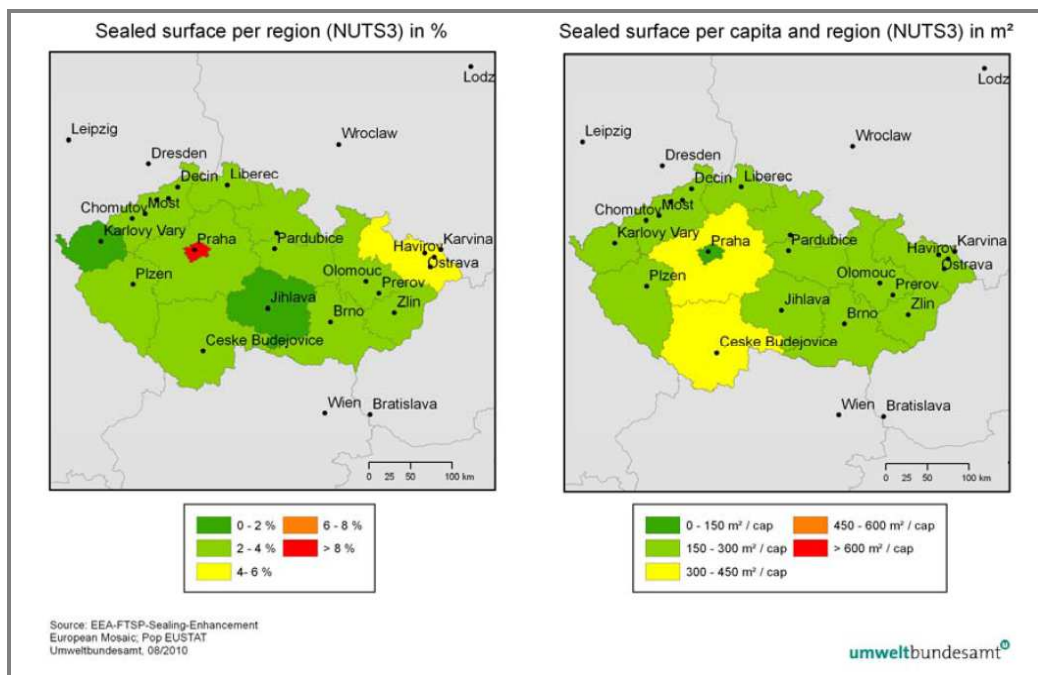 Sealed surface per region (NUTS3) in %
Lodz
Leipzig
Wroclaw
Dresden
Decin
Liberec
Chomutov
Most
Karlovy Vary
Praha
Pardubice
Havirov
Karvina
Ostrava
Plzen
Olomouc
Prerov
Jihlava
Zlin
Brno
Ceske Budejovice
Wien
Bratislava
0 25 50 100 km
0 - 2 %
6 - 8 %
2 - 4 %
> 8 %
4- 6 %
Sealed surface per capita and region (NUTS3) in m²
Lodz
Leipzig
Wroclaw
Dresden
Decin
Liberec
Chomutov
Most
Karlovy Vary
Praha
Pardubice
Havirov
Karvina
Ostrava
Plzen
Olomouc
Prerov
Jihlava
Zlin
Brno
Ceske Budejovice
Wien
Bratislava
0 25 50 100 km
0 - 150 m² / cap
450 - 600 m² / cap
150 - 300 m² / cap
> 600 m² / cap
300 - 450 m² / cap
Source: EEA-FTSP-Sealing-Enhancement
European Mosaic; Pop EUSTAT
Umweltbundesamt, 08/2010
umweltbundesamt